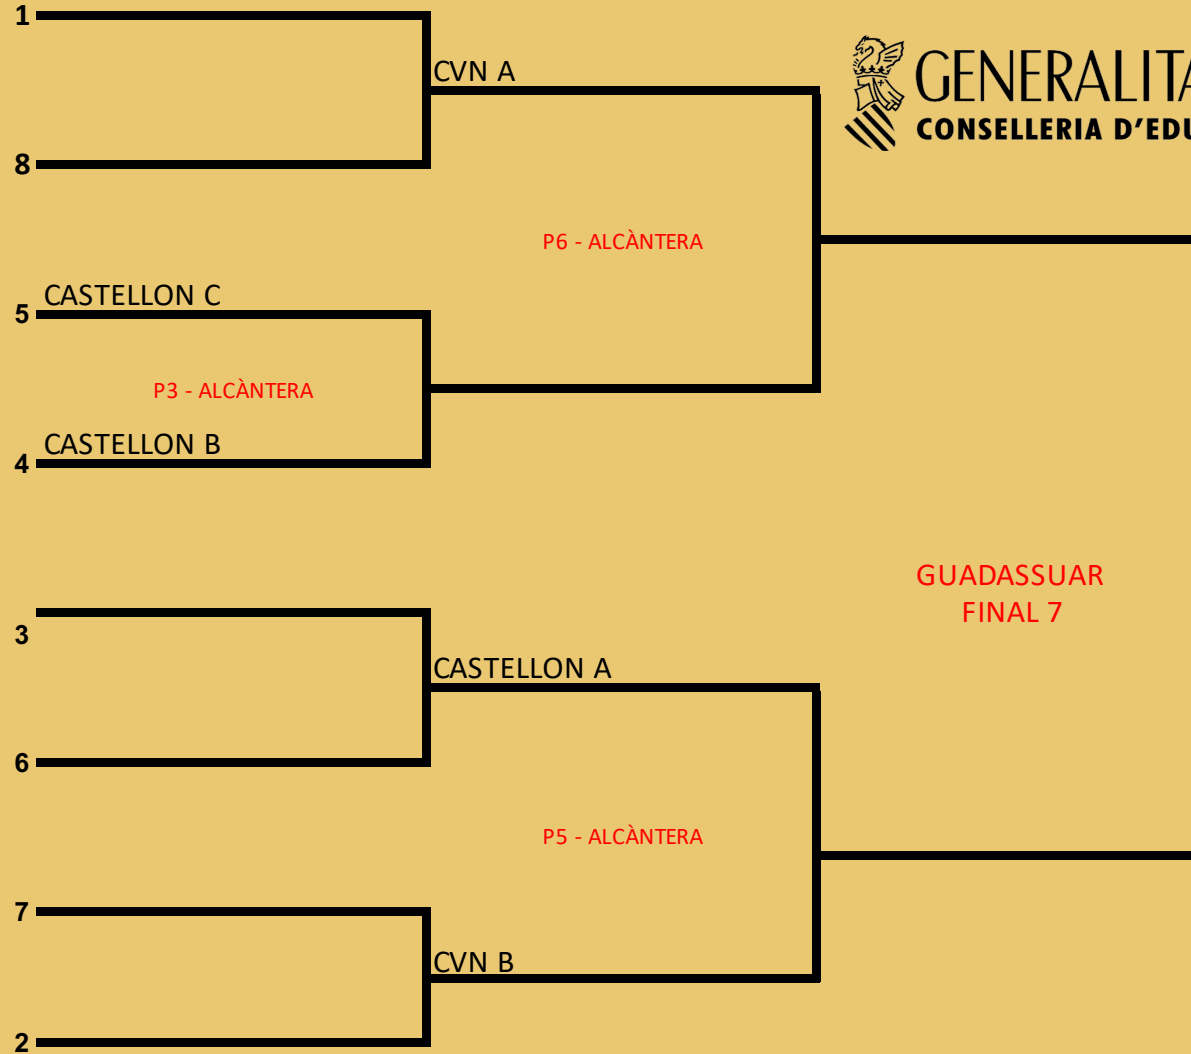 1
CVN A
GENERALITA
CONSELLERIA D'EDU
8
P6 - ALCÀNTERA
CASTELLON C
5
P3 - ALCÀNTERA
CASTELLON B
4
GUADASSUAR
FINAL 7
3
CASTELLON A
6
P5 - ALCÀNTERA
7
CVN B
2